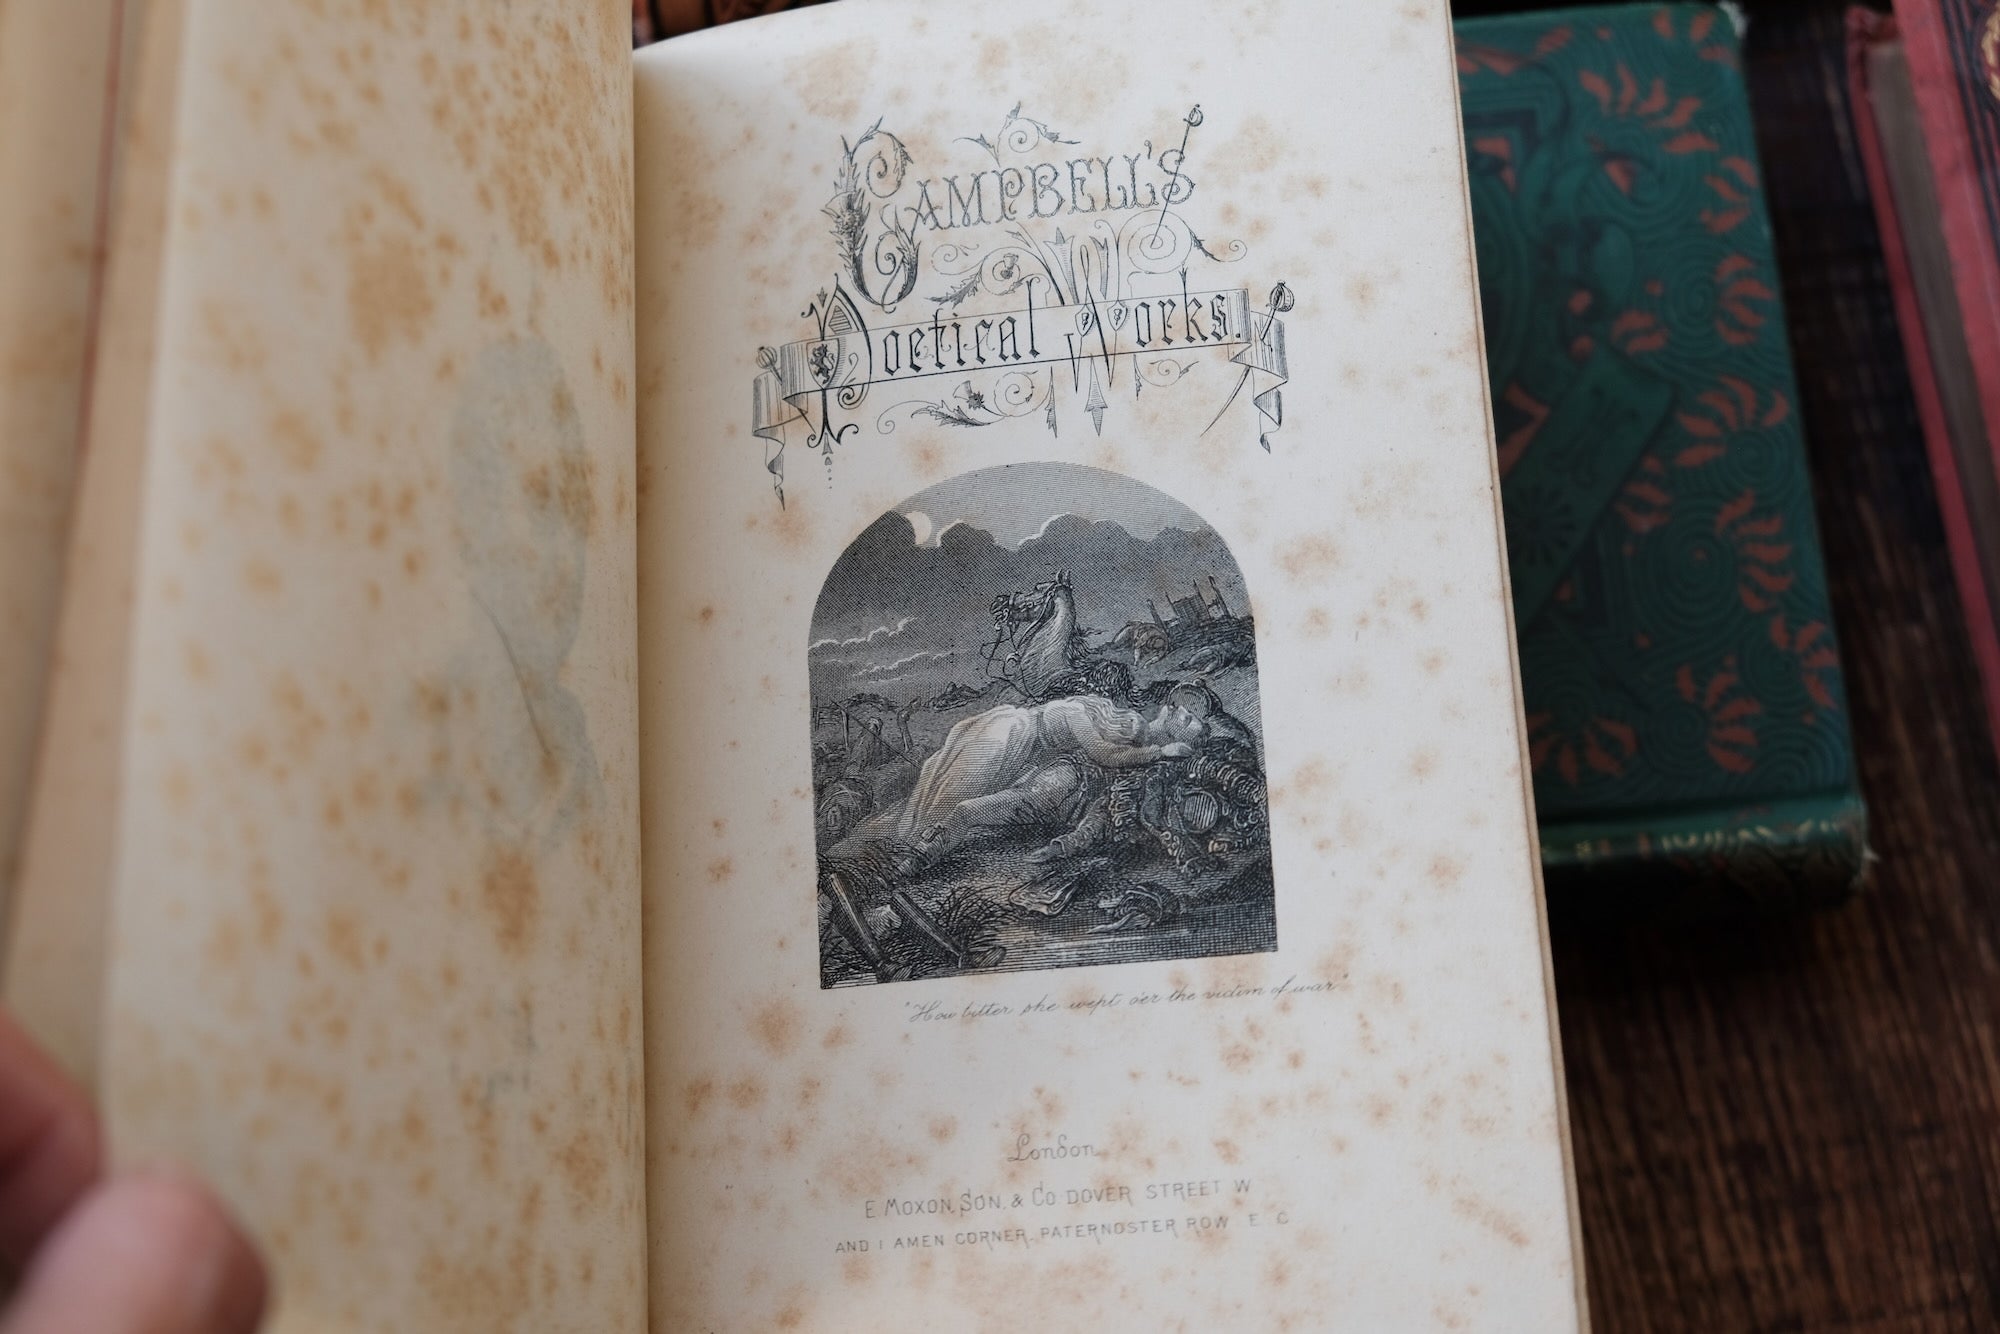 CAMPBELL'S
Poetical Works.
"How bitter she wept o'er the victim of war"
London
E. MOXON, SON, & CO. DOVER STREET W
AND 1 AMEN CORNER, PATERNOSTER ROW E C